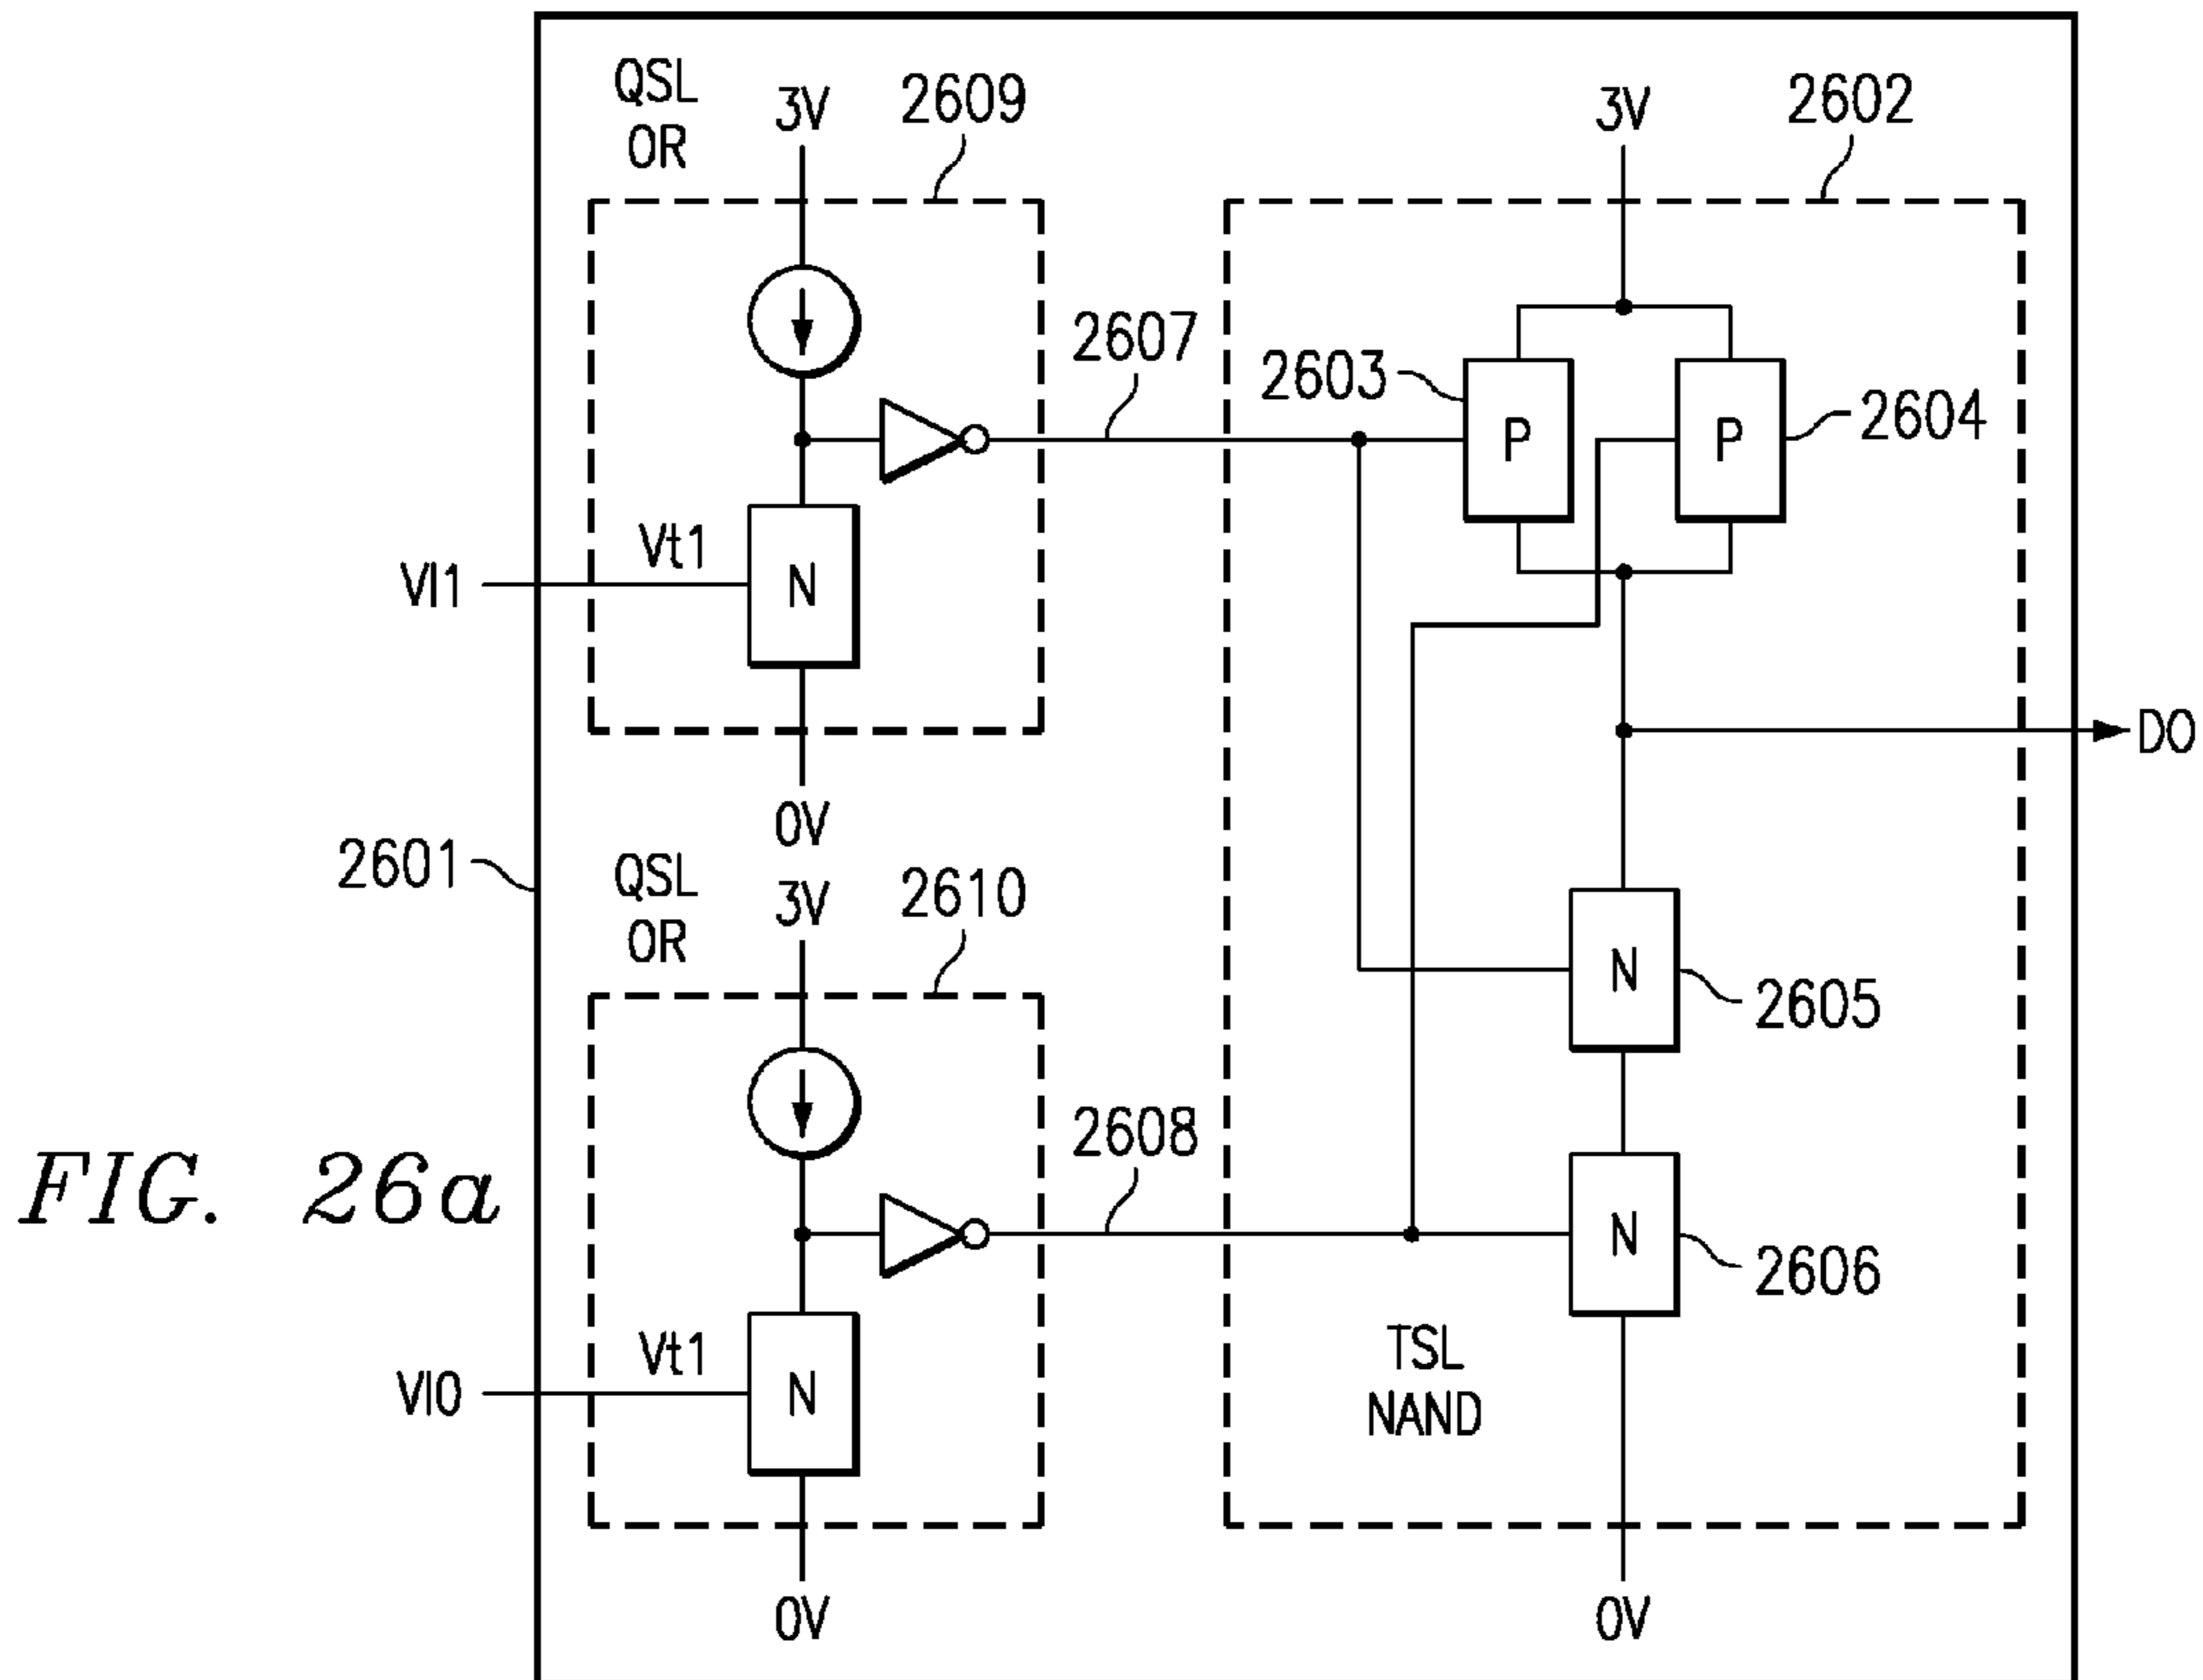 QSL
OR
3V
2609
3V
2602
2607
2603
P
P
2604
Vt1
VI1
N
DO
0V
2601
QSL
OR
3V
2610
N
2605
2608
FIG. 26a
N
2606
Vt1
VI0
N
TSL
NAND
0V
0V